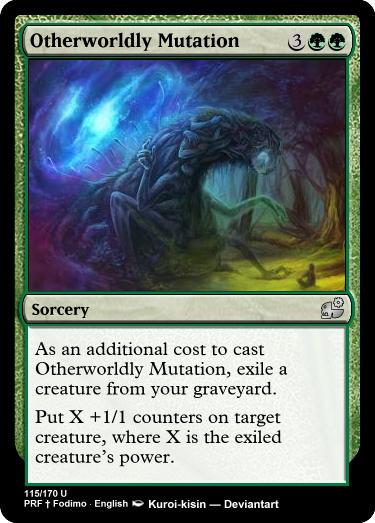 Otherworldly Mutation 3
Sorcery
As an additional cost to cast
Otherworldly Mutation, exile a
creature from your graveyard.
Put X +1/1 counters on target
creature, where X is the exiled
creature's power.
115/170 U
PRF † Fodimo · English Kuroi-kisin — Deviantart